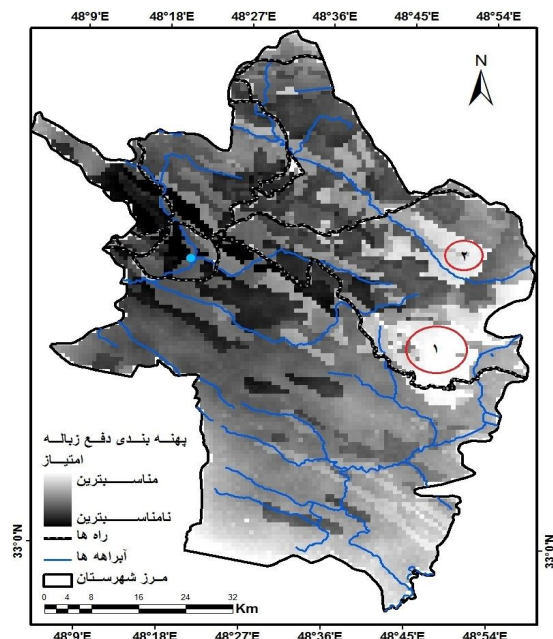 48°9'E 48°18'E 48°27'E 48°36'E 48°45'E 48°54'E
N
۲
۱
پهنه بندی دفع زباله
امتیاز
مناسبترین
نامناسبترین
راه ها
آبراهه ها
مرز شهرستان
0 4 8 16 24 32
Km
33°0'N 33°0'N
48°9'E 48°18'E 48°27'E 48°36'E 48°45'E 48°54'E